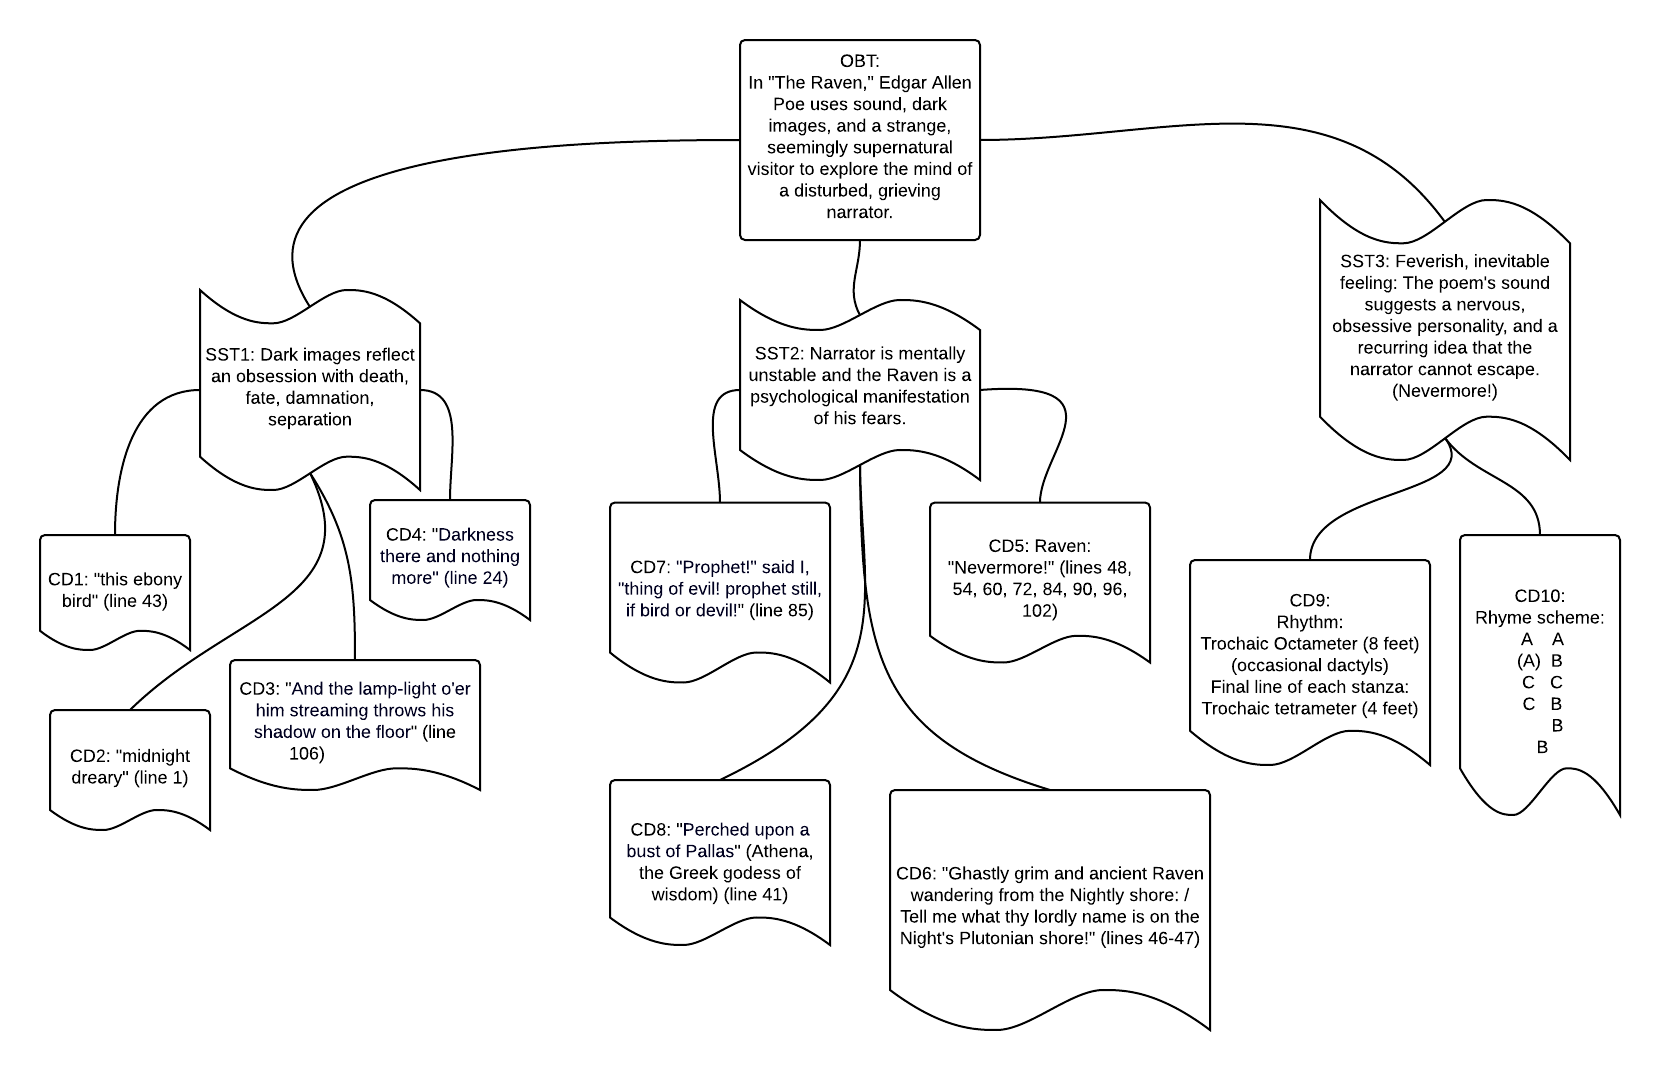 OBT:
In "The Raven," Edgar Allen
Poe uses sound, dark
images, and a strange,
seemingly supernatural
visitor to explore the mind of
a disturbed, grieving
narrator.
SST1: Dark images reflect
an obsession with death,
fate, damnation,
separation
CD1: "this ebony
bird" (line 43)
CD2: "midnight
dreary" (line 1)
CD3: "And the lamp-light o'er
him streaming throws his
shadow on the floor" (line
106)
CD4: "Darkness
there and nothing
more" (line 24)
SST2: Narrator is mentally
unstable and the Raven is a
psychological manifestation
of his fears.
CD7: "Prophet!" said I,
"thing of evil! prophet still,
if bird or devil!" (line 85)
CD5: Raven:
"Nevermore!" (lines 48,
54, 60, 72, 84, 90, 96,
102)
CD8: "Perched upon a
bust of Pallas" (Athena,
the Greek godess of
wisdom) (line 41)
CD6: "Ghastly grim and ancient Raven
wandering from the Nightly shore: /
Tell me what thy lordly name is on the
Night's Plutonian shore!" (lines 46-47)
SST3: Feverish, inevitable
feeling: The poem's sound
suggests a nervous,
obsessive personality, and a
recurring idea that the
narrator cannot escape.
(Nevermore!)
CD9:
Rhythm:
Trochaic Octameter (8 feet)
(occasional dactyls)
Final line of each stanza:
Trochaic tetrameter (4 feet)
CD10:
Rhyme scheme:
A A
(A) B
C C
C B
B
B